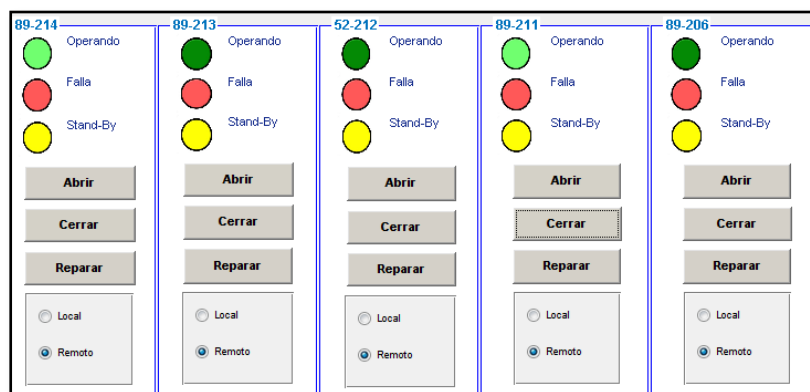 89-214
Operando
Falla
Stand-By
Abrir
Cerrar
Reparar
Local
Remoto
89-213
Operando
Falla
Stand-By
Abrir
Cerrar
Reparar
Local
Remoto
52-212
Operando
Falla
Stand-By
Abrir
Cerrar
Reparar
Local
Remoto
89-211
Operando
Falla
Stand-By
Abrir
Cerrar
Reparar
Local
Remoto
89-206
Operando
Falla
Stand-By
Abrir
Cerrar
Reparar
Local
Remoto